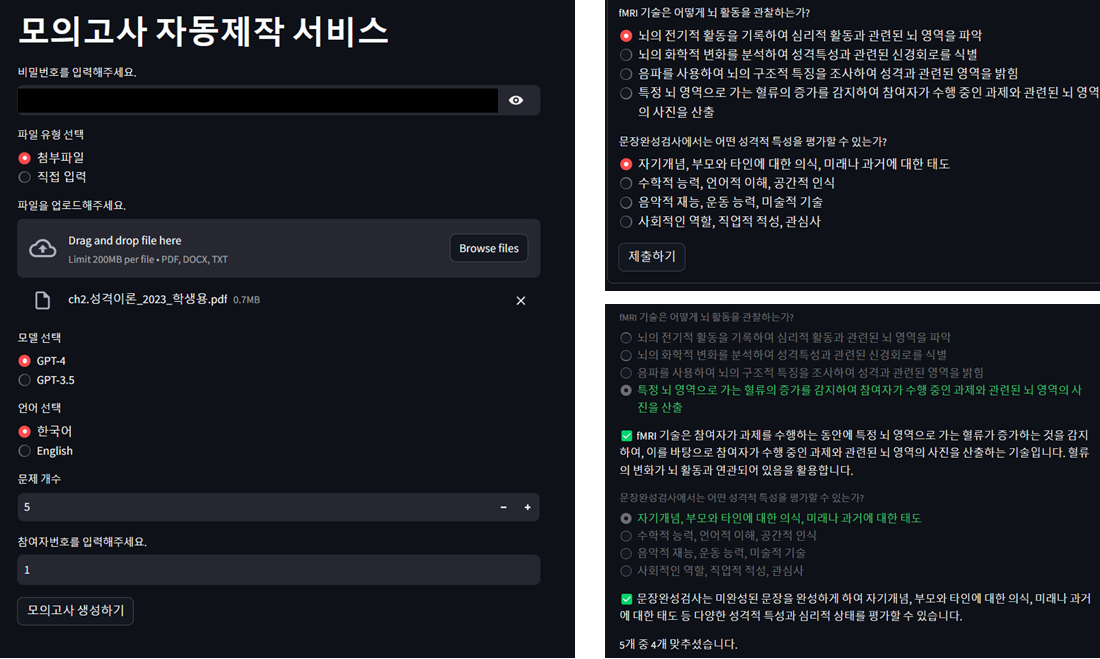 모의고사 자동제작 서비스
비밀번호를 입력해주세요.
파일 유형 선택
첨부파일
직접 입력
파일을 업로드해주세요.
Drag and drop file here
Limit 200MB per file • PDF, DOCX, TXT
Browse files
ch2.성격이론_2023_학생용.pdf 0.7MB
모델 선택
GPT-4
GPT-3.5
언어 선택
한국어
English
문제 개수
5
참여자번호를 입력해주세요.
1
모의고사 생성하기
fMRI 기술은 어떻게 뇌 활동을 관찰하는가?
뇌의 전기적 활동을 기록하여 심리적 활동과 관련된 뇌 영역을 파악
뇌의 화학적 변화를 분석하여 성격특성과 관련된 신경회로를 식별
음파를 사용하여 뇌의 구조적 특징을 조사하여 성격과 관련된 영역을 밝힘
특정 뇌 영역으로 가는 혈류의 증가를 감지하여 참여자가 수행 중인 과제와 관련된 뇌 영역
의 사진을 산출
문장완성검사에서는 어떤 성격적 특성을 평가할 수 있는가?
자기개념, 부모와 타인에 대한 의식, 미래나 과거에 대한 태도
수학적 능력, 언어적 이해, 공간적 인식
음악적 재능, 운동 능력, 미술적 기술
사회적인 역할, 직업적 적성, 관심사
제출하기
fMRI 기술은 어떻게 뇌 활동을 관찰하는가?
뇌의 전기적 활동을 기록하여 심리적 활동과 관련된 뇌 영역을 파악
뇌의 화학적 변화를 분석하여 성격특성과 관련된 신경회로를 식별
음파를 사용하여 뇌의 구조적 특징을 조사하여 성격과 관련된 영역을 밝힘
특정 뇌 영역으로 가는 혈류의 증가를 감지하여 참여자가 수행 중인 과제와 관련된 뇌 영역의 사
진을 산출
✅ fMRI 기술은 참여자가 과제를 수행하는 동안에 특정 뇌 영역으로 가는 혈류가 증가하는 것을 감지
하여, 이를 바탕으로 참여자가 수행 중인 과제와 관련된 뇌 영역의 사진을 산출하는 기술입니다. 혈류
의 변화가 뇌 활동과 연관되어 있음을 활용합니다.
문장완성검사에서는 어떤 성격적 특성을 평가할 수 있는가?
자기개념, 부모와 타인에 대한 의식, 미래나 과거에 대한 태도
수학적 능력, 언어적 이해, 공간적 인식
음악적 재능, 운동 능력, 미술적 기술
사회적인 역할, 직업적 적성, 관심사
✅ 문장완성검사는 미완성된 문장을 완성하게 하여 자기개념, 부모와 타인에 대한 의식, 미래나 과거
에 대한 태도 등 다양한 성격적 특성과 심리적 상태를 평가할 수 있습니다.
5개 중 4개 맞추셨습니다.